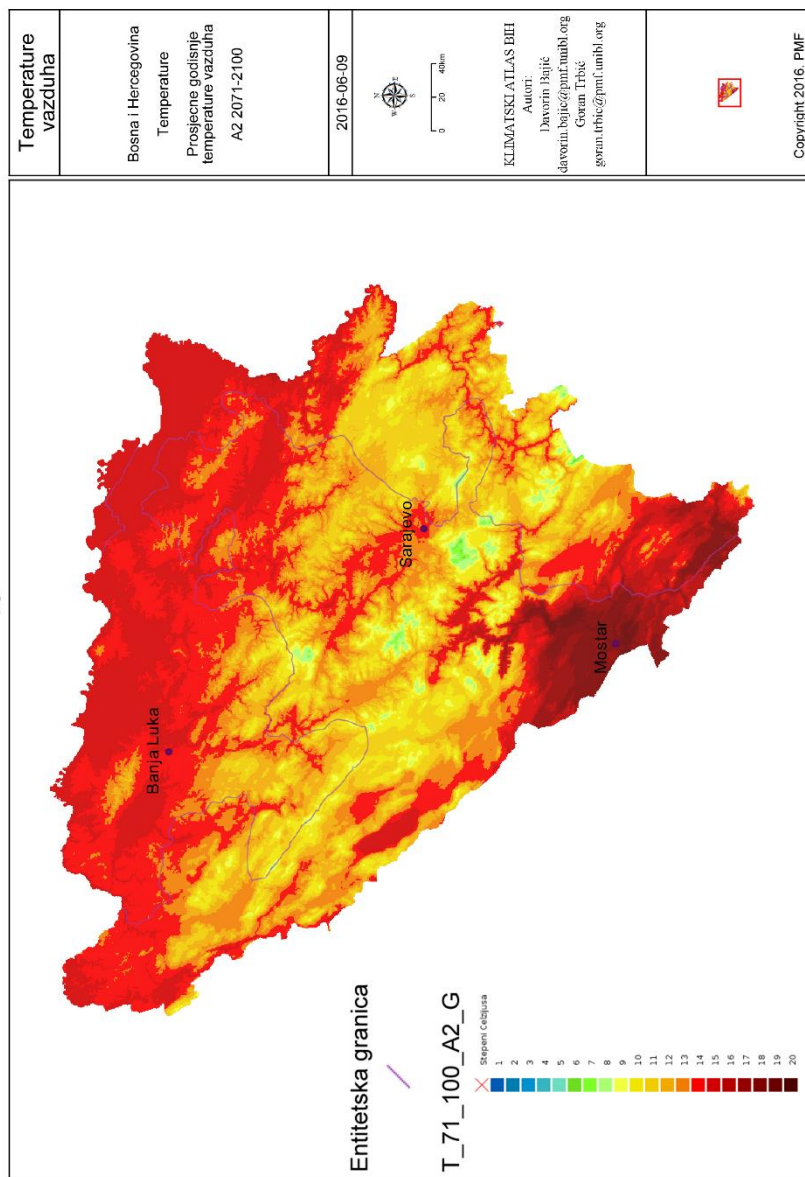 Temperature
vazduha
Bosna i Hercegovina
Temperature
Prosjecne godisnje
temperature vazduha
A2 2071-2100
2016-06-09
N
W E
S
0 20 40km
KLIMATSKI ATLAS BIH
Autori:
Davorin Bajić
davorin.bajic@pmf.unibl.org
Goran Trbić
goran.trbic@pmf.unibl.org
Copyright 2016. PMF
Banja Luka
Sarajevo
Mostar
Entitetska granica
T_71_100_A2_G
Stepeni Celzijusa
1
2
3
4
5
6
7
8
9
10
11
12
13
14
15
16
17
18
19
20